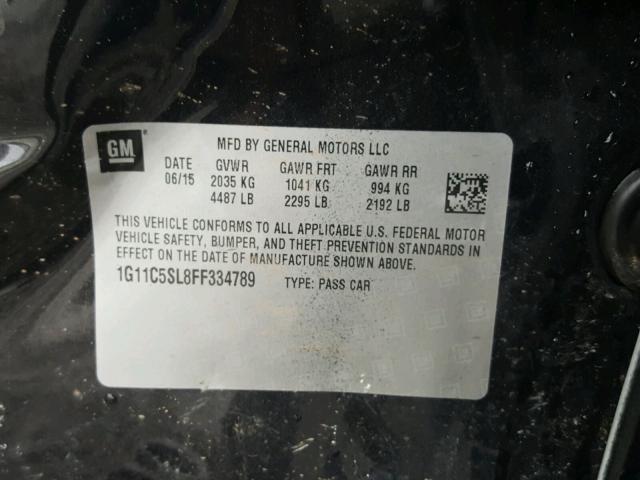 GM
MFD BY GENERAL MOTORS LLC
DATE GVWR GAWR FRT GAWR RR
06/15 2035 KG 1041 KG 994 KG
4487 LB 2295 LB 2192 LB
THIS VEHICLE CONFORMS TO ALL APPLICABLE U.S. FEDERAL MOTOR
VEHICLE SAFETY, BUMPER, AND THEFT PREVENTION STANDARDS IN
EFFECT ON THE DATE OF MANUFACTURE SHOWN ABOVE.
1G11C5SL8FF334789 TYPE: PASS CAR